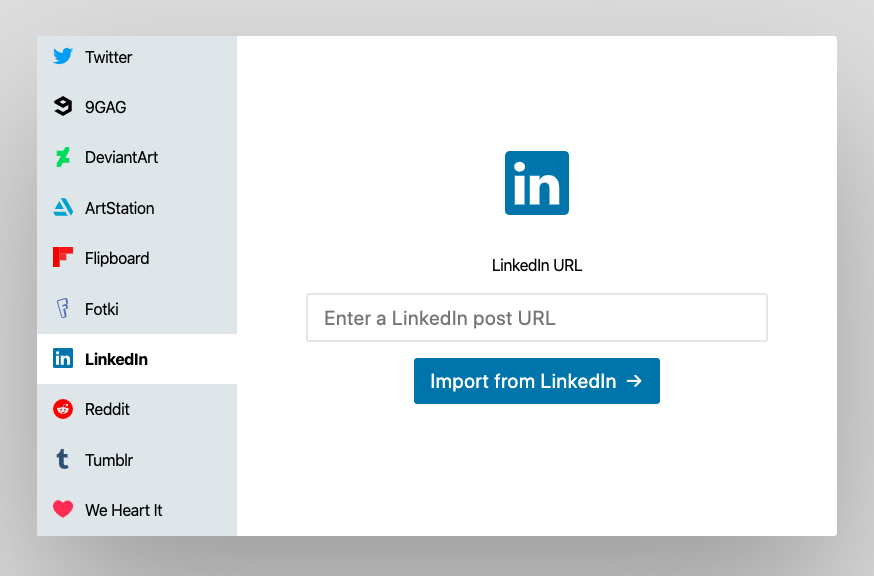 Twitter
9GAG
DeviantArt
ArtStation
Flipboard
Fotki
LinkedIn
Reddit
Tumblr
We Heart It
in
LinkedIn URL
Enter a LinkedIn post URL
Import from LinkedIn →